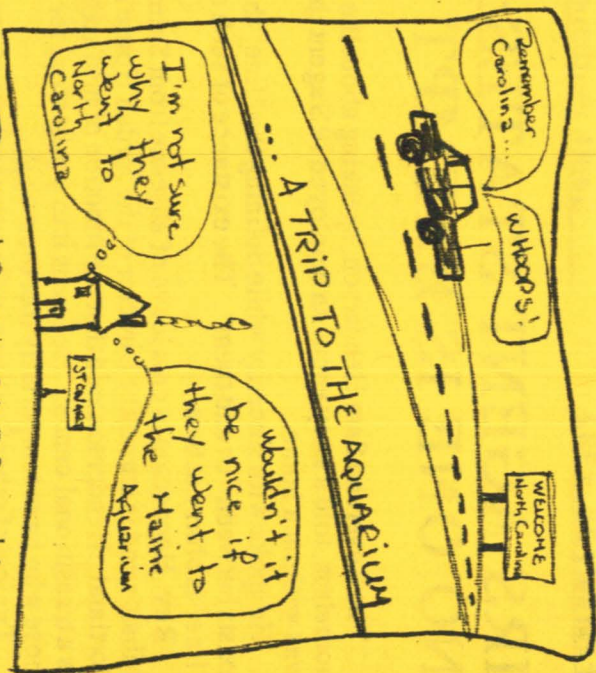 Remember
Carolina...
WHOOPS!
WELCOME
North Carolina
... A TRIP TO THE AQUARIUM
I'm not sure
why they
went to
North
Carolina
wouldn't it
be nice if
they went to
the Maine
Aquarium